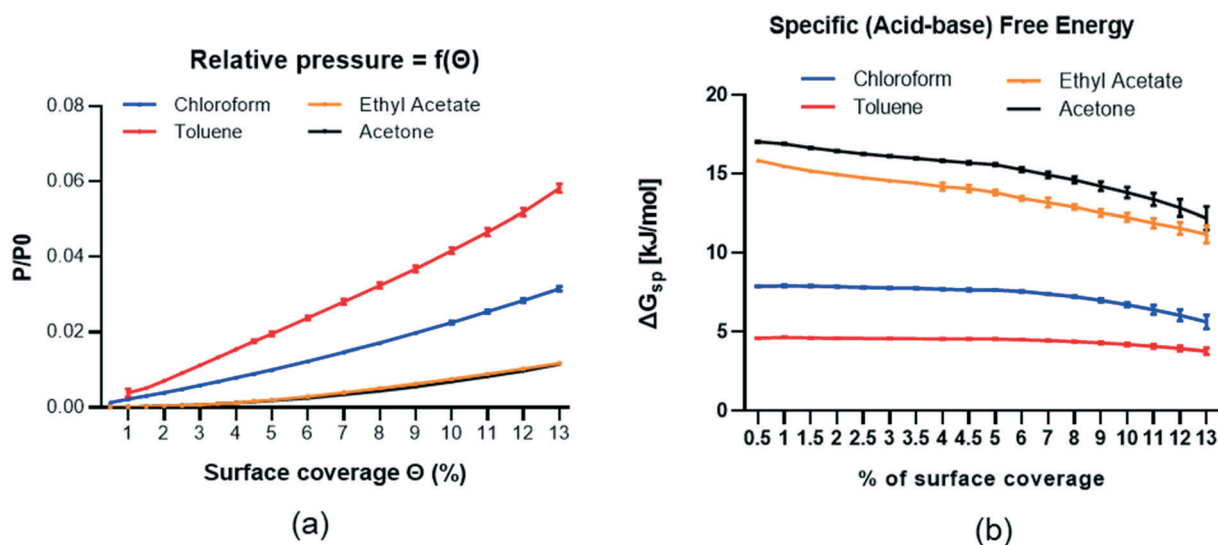 Relative pressure = f(Θ)
Chloroform
Ethyl Acetate
Toluene
Acetone
0.08
0.06
0.04
0.02
0.00
P/P0
1 2 3 4 5 6 7 8 9 10 11 12 13
Surface coverage Θ (%)
(a)
Specific (Acid-base) Free Energy
Chloroform
Ethyl Acetate
Toluene
Acetone
20
15
10
5
0
ΔGsp [kJ/mol]
0.5 1 1.5 2 2.5 3 3.5 4 4.5 5 6 7 8 9 10 11 12 13
% of surface coverage
(b)